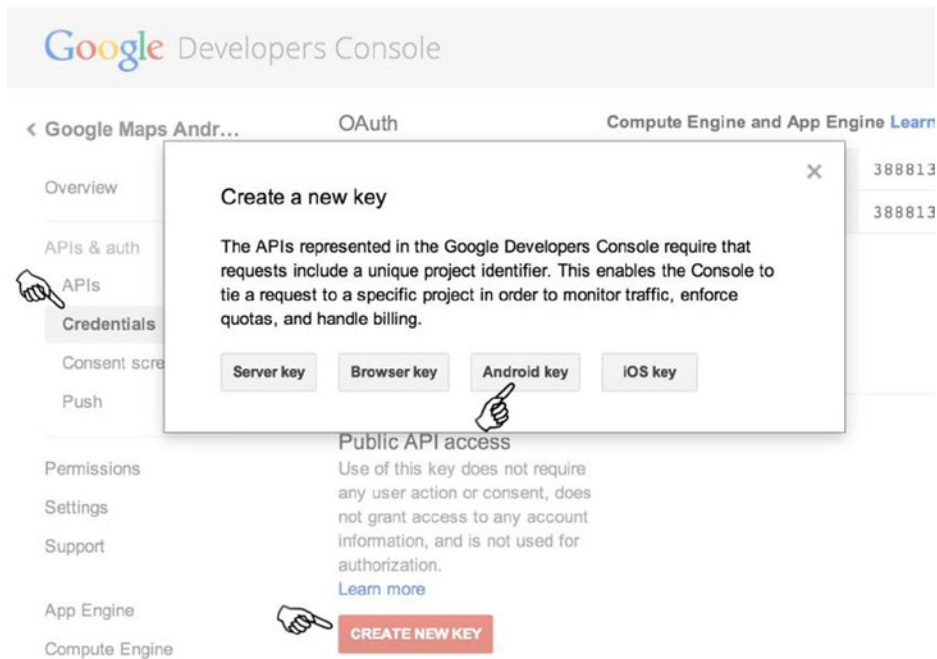 Google Developers Console
< Google Maps Andr...
Overview
APIs & auth
APIs
Credentials
Consent scre
Push
Permissions
Settings
Support
App Engine
Compute Engine
OAuth
Compute Engine and App Engine Learn
388813
388813
Create a new key
×
The APIs represented in the Google Developers Console require that
requests include a unique project identifier. This enables the Console to
tie a request to a specific project in order to monitor traffic, enforce
quotas, and handle billing.
Server key
Browser key
Android key
iOS key
Public API access
Use of this key does not require
any user action or consent, does
not grant access to any account
information, and is not used for
authorization.
Learn more
CREATE NEW KEY